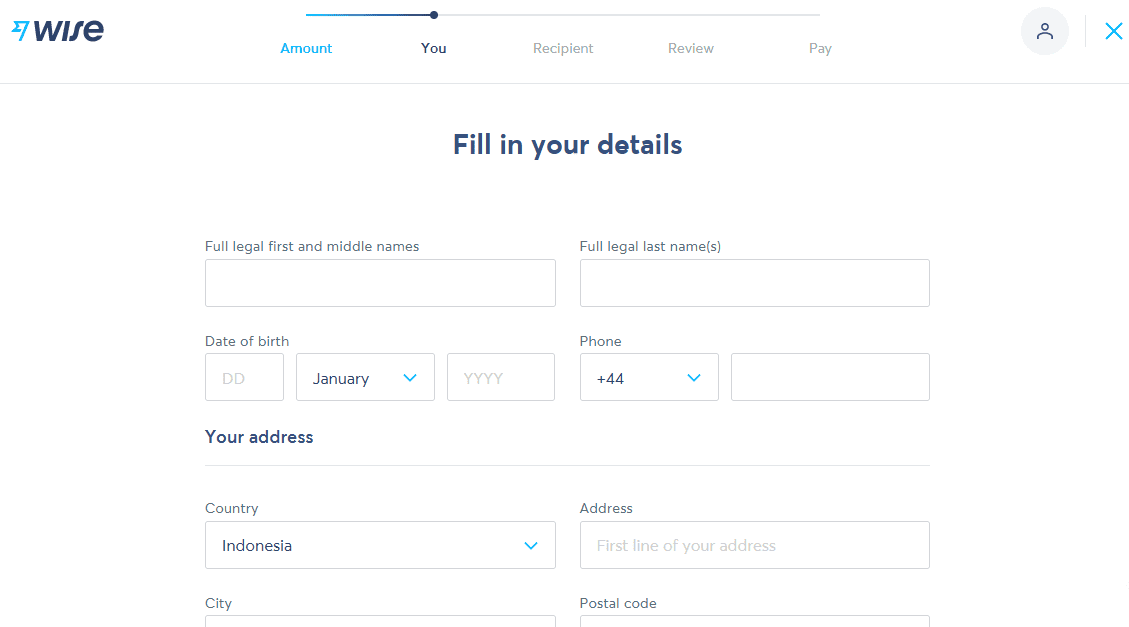 wise
Amount You Recipient Review Pay
Fill in your details
Full legal first and middle names
Full legal last name(s)
Date of birth
DD January YYYY
Phone
+44
Your address
Country
Indonesia
Address
First line of your address
City
Postal code